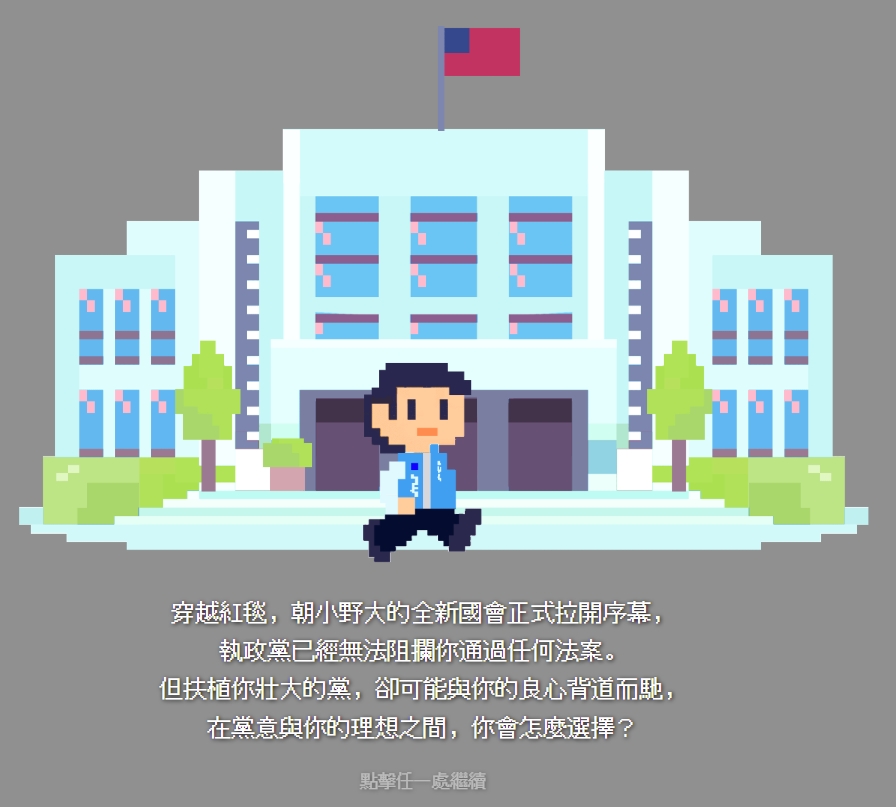 穿越紅毯，朝小野大的全新國會正式拉開序幕，
執政黨已經無法阻攔你通過任何法案。
但扶植你壯大的黨，卻可能與你的良心背道而馳，
在黨意與你的理想之間，你會怎麼選擇？
點擊任一處繼續